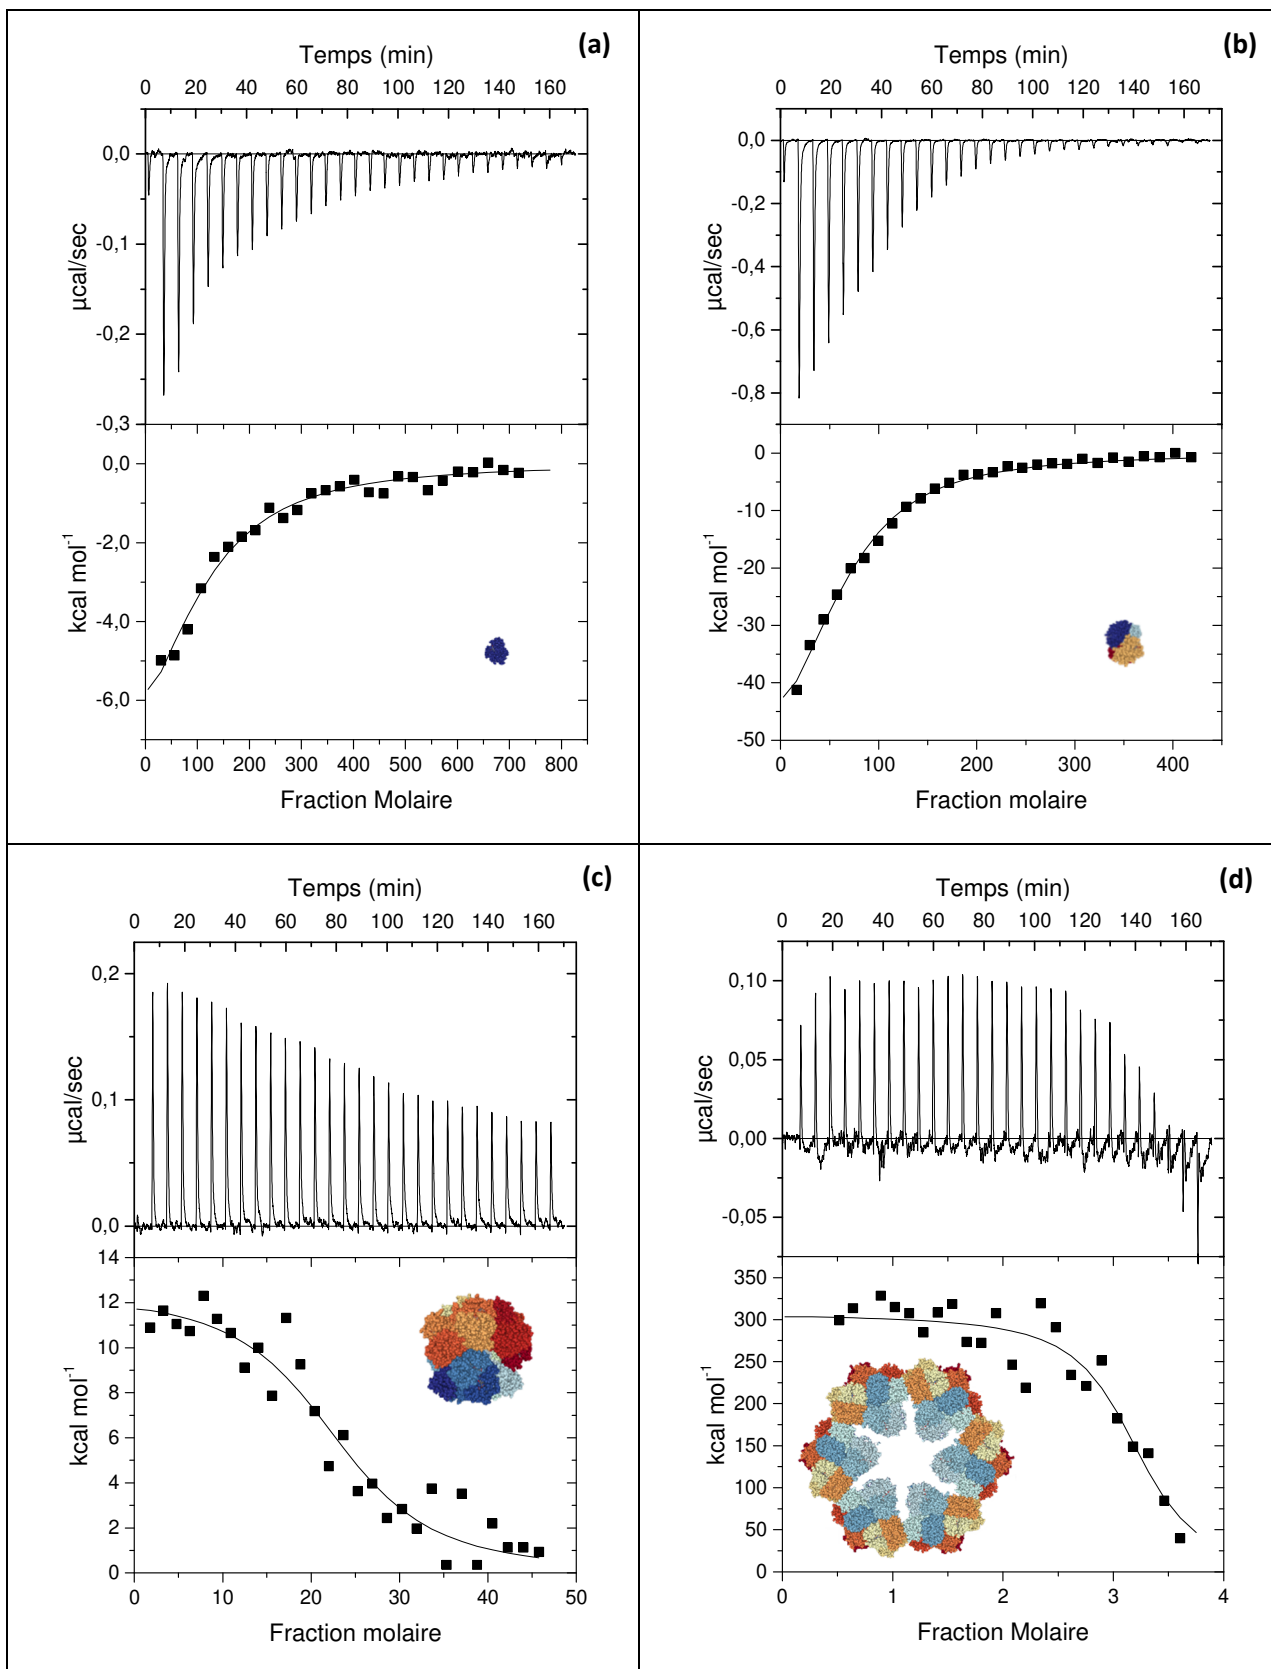 (a)
Temps (min)
0 20 40 60 80 100 120 140 160
0,0
-0,1
-0,2
-0,3
µcal/sec
0,0
-2,0
-4,0
-6,0
kcal mol⁻¹
0 100 200 300 400 500 600 700 800
Fraction Molaire
(b)
Temps (min)
0 20 40 60 80 100 120 140 160
0,0
-0,2
-0,4
-0,6
-0,8
µcal/sec
0
-10
-20
-30
-40
-50
kcal mol⁻¹
0 100 200 300 400
Fraction molaire
(c)
Temps (min)
0 20 40 60 80 100 120 140 160
0,2
0,1
0,0
µcal/sec
14
12
10
8
6
4
2
0
kcal mol⁻¹
0 10 20 30 40 50
Fraction molaire
(d)
Temps (min)
0 20 40 60 80 100 120 140 160
0,10
0,05
0,00
-0,05
µcal/sec
350
300
250
200
150
100
50
0
kcal mol⁻¹
0 1 2 3 4
Fraction Molaire